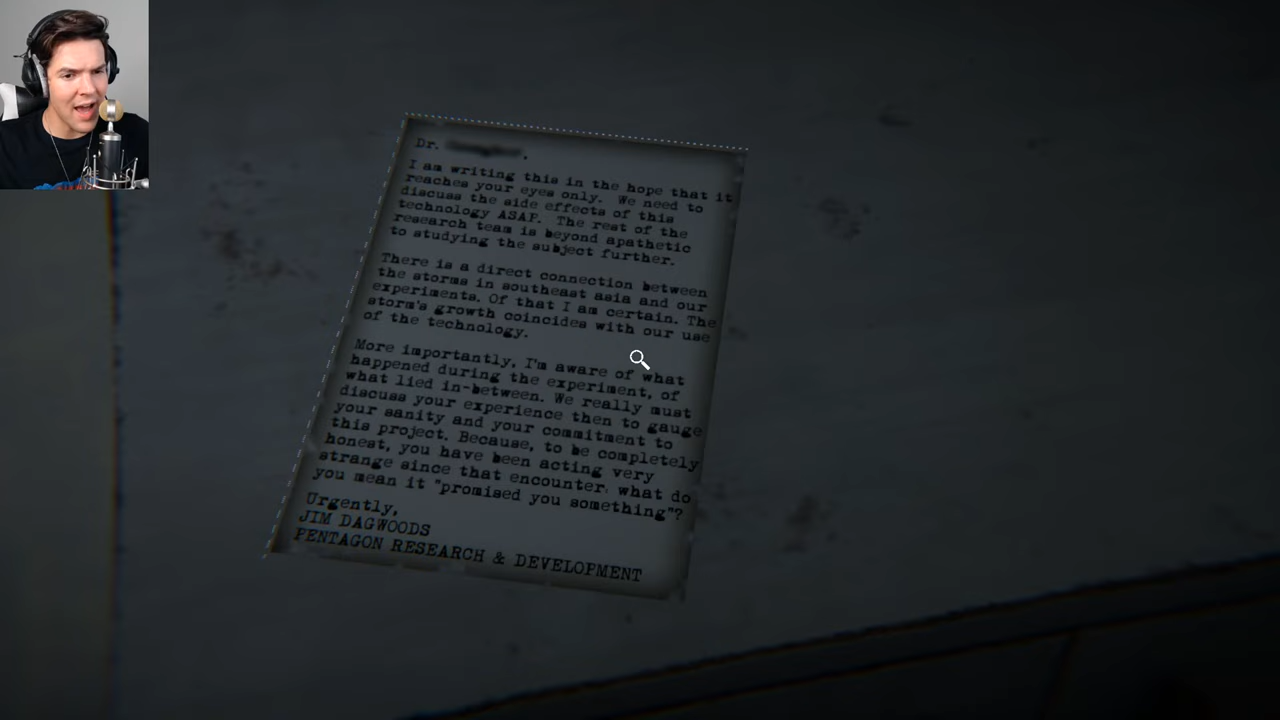 Dr.
I am writing this in the hope that it
reaches your eyes only. We need to
discuss the side effects of this
technology ASAP. The rest of the
research team is beyond apathetic
to studying the subject further.
There is a direct connection between
the storms in southeast asia and our
experiments. Of that I am certain. The
storm's growth coincides with our use
of the technology.
More importantly, I'm aware of what
happened during the experiment, of
what lied in-between. We really must
discuss your experience then to gauge
your sanity and your commitment to
this project. Because, to be completely
honest, you have been acting very
strange since that encounter. what do
you mean it "promised you something"?
Urgently,
JIM DAGWOODS
PENTAGON RESEARCH & DEVELOPMENT